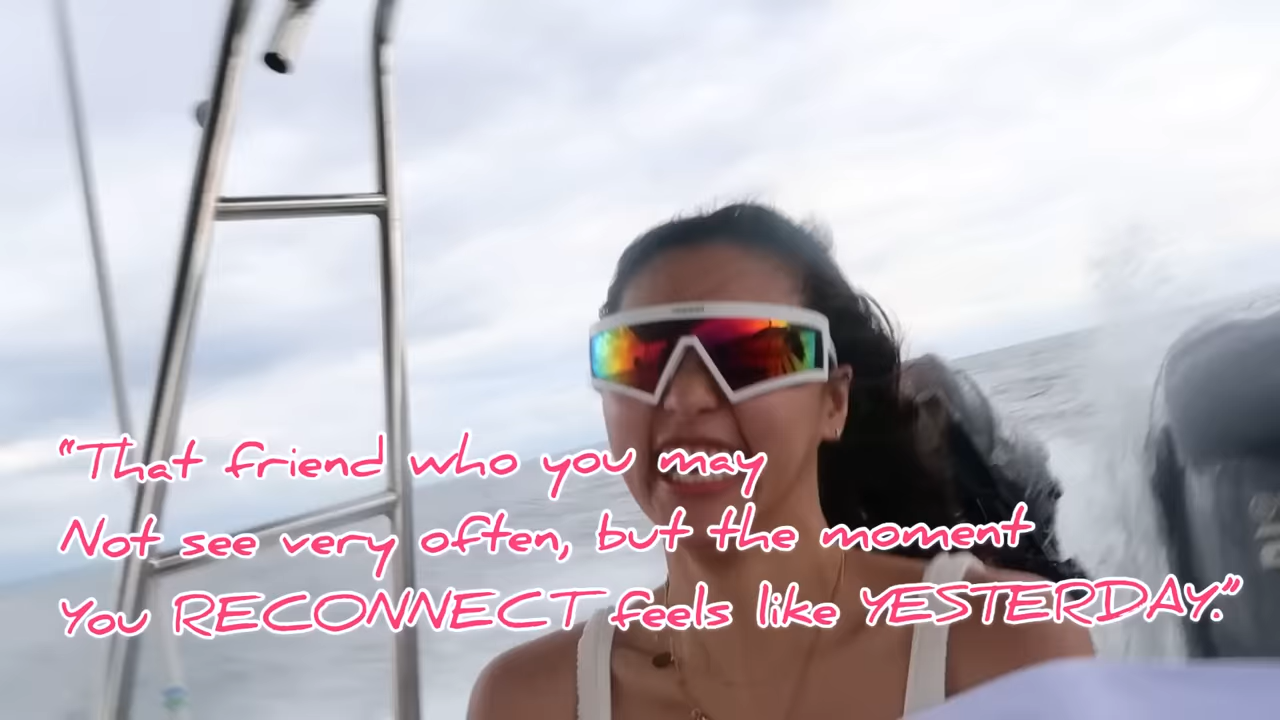 “That friend who you may
Not see very often, but the moment
You RECONNECT feels like YESTERDAY.”